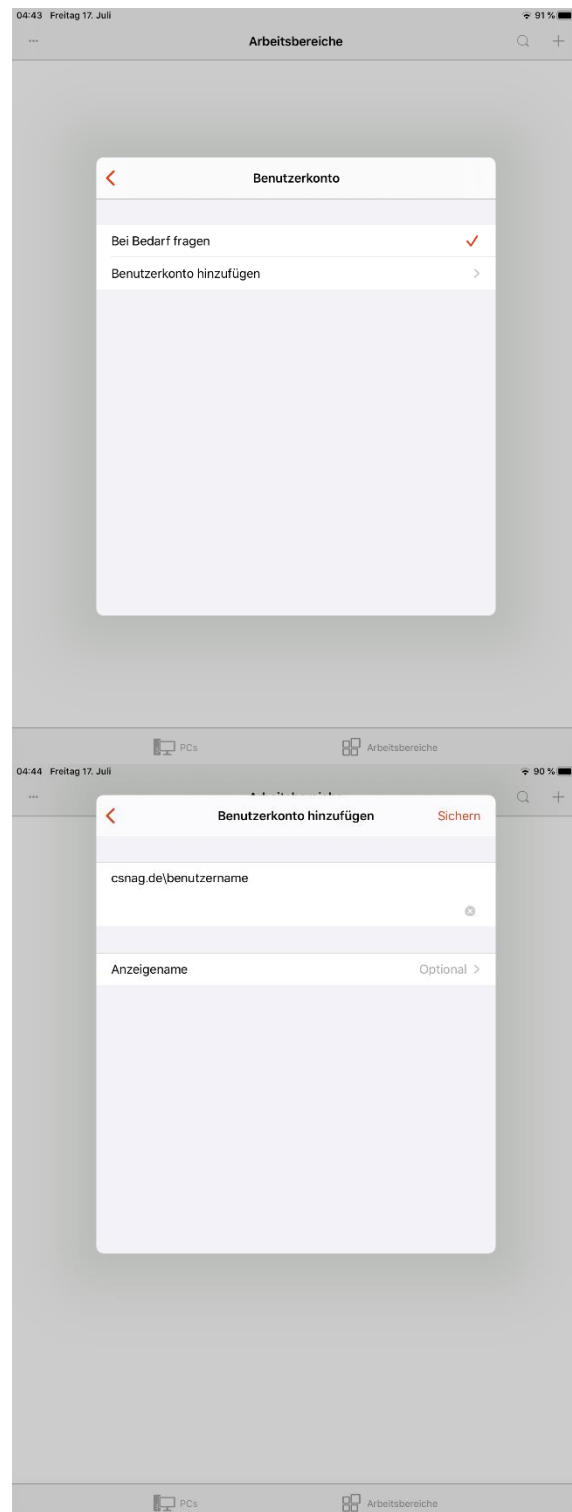 04:43 Freitag 17. Juli 91 %
Arbeitsbereiche
Benutzerkonto
Bei Bedarf fragen
Benutzerkonto hinzufügen
PCs Arbeitsbereiche
04:44 Freitag 17. Juli 90 %
Benutzerkonto hinzufügen Sichern
csnag.de\benutzername
Anzeigename Optional
PCs Arbeitsbereiche